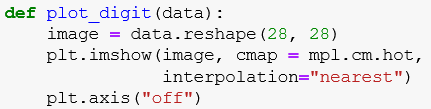 def plot_digit(data):
    image = data.reshape(28, 28)
    plt.imshow(image, cmap = mpl.cm.hot,
               interpolation="nearest")
    plt.axis("off")